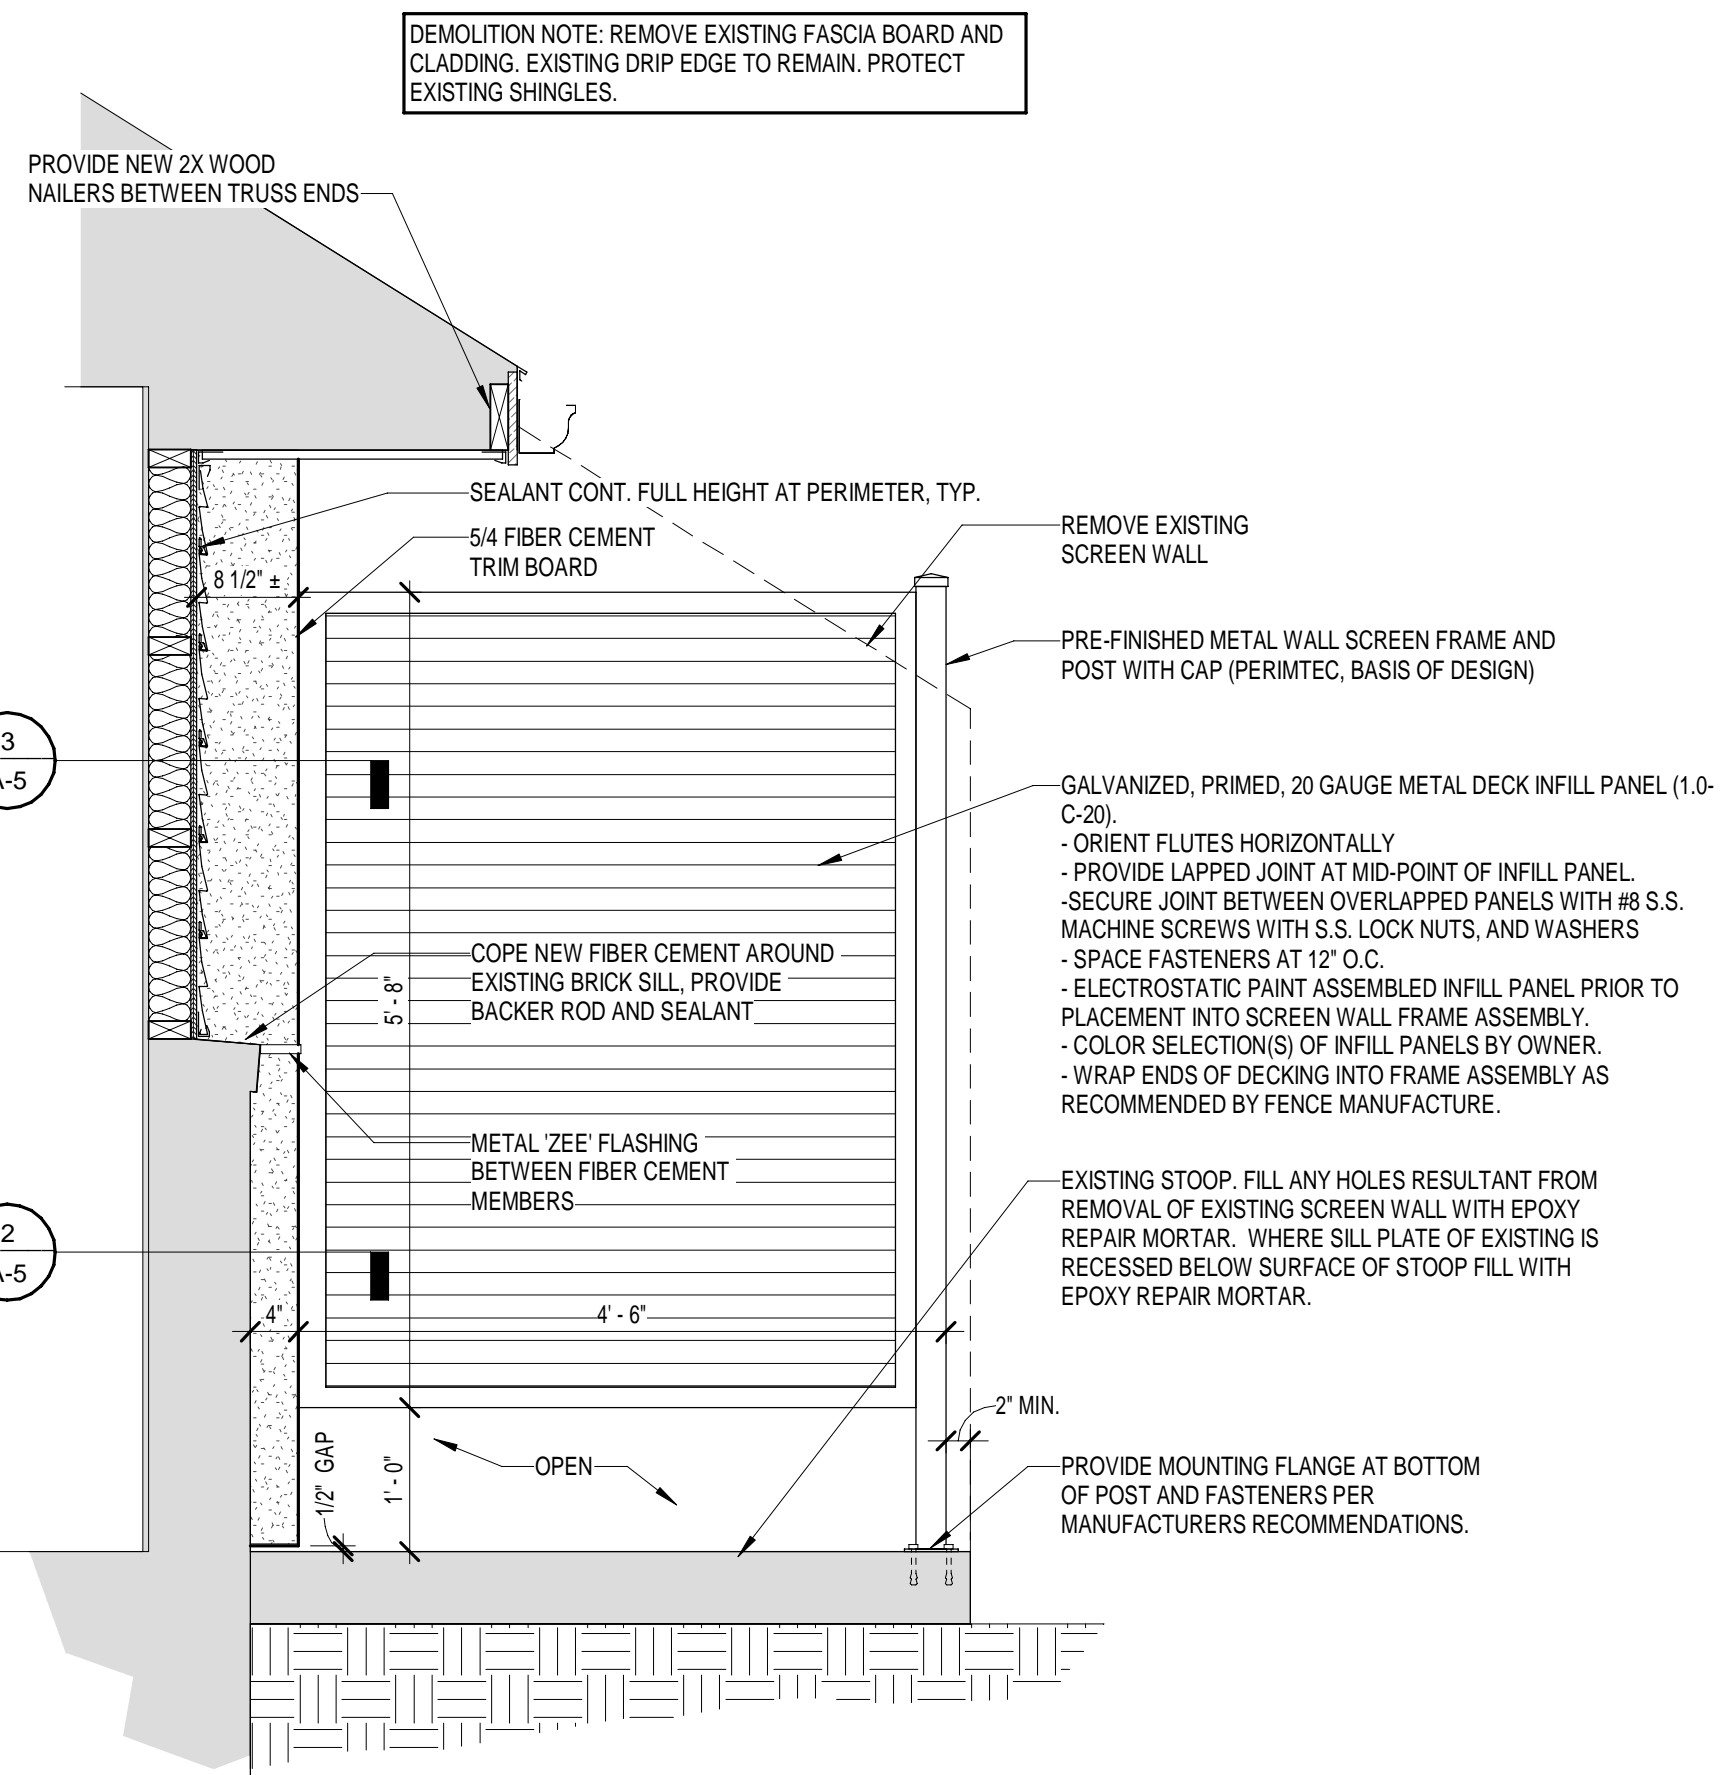 DEMOLITION NOTE: REMOVE EXISTING FASCIA BOARD AND
CLADDING. EXISTING DRIP EDGE TO REMAIN. PROTECT
EXISTING SHINGLES.
PROVIDE NEW 2X WOOD
NAILERS BETWEEN TRUSS ENDS
SEALANT CONT. FULL HEIGHT AT PERIMETER, TYP.
5/4 FIBER CEMENT
TRIM BOARD
8 1/2" ±
REMOVE EXISTING
SCREEN WALL
PRE-FINISHED METAL WALL SCREEN FRAME AND
POST WITH CAP (PERIMTEC, BASIS OF DESIGN)
3
A-5
GALVANIZED, PRIMED, 20 GAUGE METAL DECK INFILL PANEL (1.0-
C-20).
- ORIENT FLUTES HORIZONTALLY
- PROVIDE LAPPED JOINT AT MID-POINT OF INFILL PANEL.
-SECURE JOINT BETWEEN OVERLAPPED PANELS WITH #8 S.S.
MACHINE SCREWS WITH S.S. LOCK NUTS, AND WASHERS
- SPACE FASTENERS AT 12" O.C.
- ELECTROSTATIC PAINT ASSEMBLED INFILL PANEL PRIOR TO
PLACEMENT INTO SCREEN WALL FRAME ASSEMBLY.
- COLOR SELECTION(S) OF INFILL PANELS BY OWNER.
- WRAP ENDS OF DECKING INTO FRAME ASSEMBLY AS
RECOMMENDED BY FENCE MANUFACTURE.
COPE NEW FIBER CEMENT AROUND
EXISTING BRICK SILL, PROVIDE
BACKER ROD AND SEALANT
5' - 8"
METAL 'ZEE' FLASHING
BETWEEN FIBER CEMENT
MEMBERS
EXISTING STOOP. FILL ANY HOLES RESULTANT FROM
REMOVAL OF EXISTING SCREEN WALL WITH EPOXY
REPAIR MORTAR.  WHERE SILL PLATE OF EXISTING IS
RECESSED BELOW SURFACE OF STOOP FILL WITH
EPOXY REPAIR MORTAR.
2
A-5
4"
4' - 6"
2" MIN.
1/2" GAP
1' - 0"
OPEN
PROVIDE MOUNTING FLANGE AT BOTTOM
OF POST AND FASTENERS PER
MANUFACTURERS RECOMMENDATIONS.